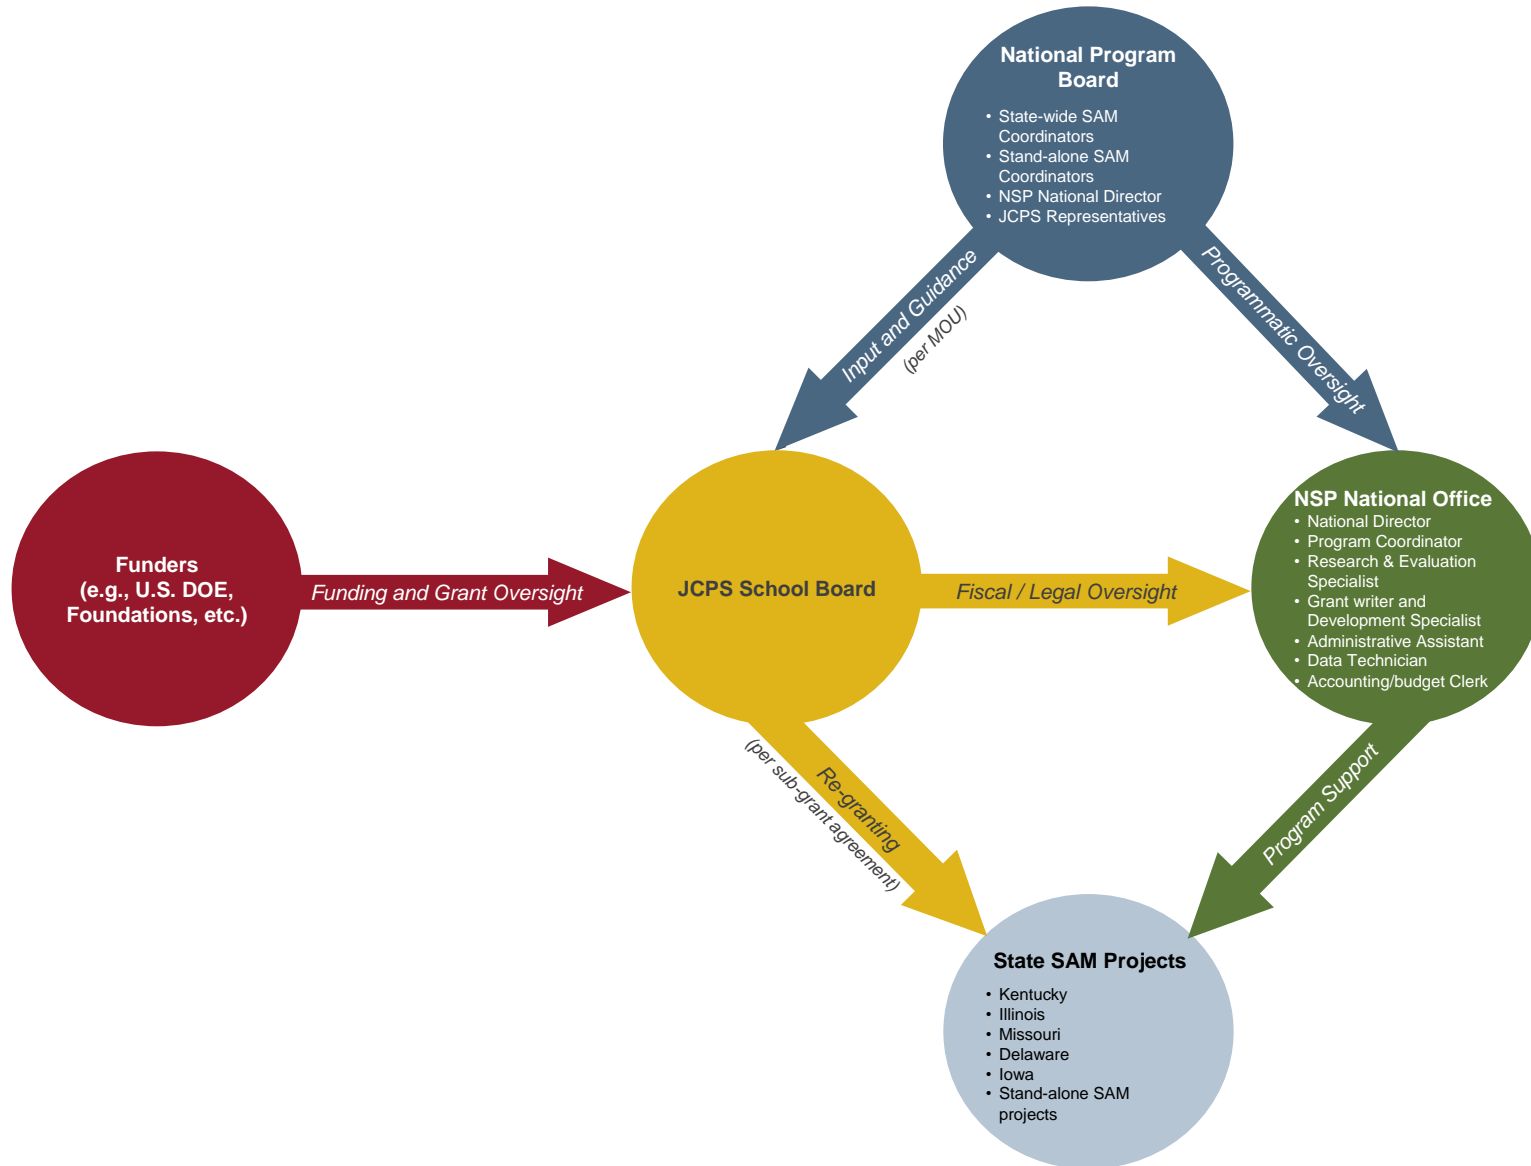 National Program
Board
• State-wide SAM
Coordinators
• Stand-alone SAM
Coordinators
• NSP National Director
• JCPS Representatives
Input and Guidance
(per MOU)
Programmatic Oversight
Funders
(e.g., U.S. DOE,
Foundations, etc.)
Funding and Grant Oversight
JCPS School Board
Fiscal / Legal Oversight
NSP National Office
• National Director
• Program Coordinator
• Research & Evaluation
Specialist
• Grant writer and
Development Specialist
• Administrative Assistant
• Data Technician
• Accounting/budget Clerk
Re-granting
(per sub-grant agreement)
Program Support
State SAM Projects
• Kentucky
• Illinois
• Missouri
• Delaware
• Iowa
• Stand-alone SAM
projects